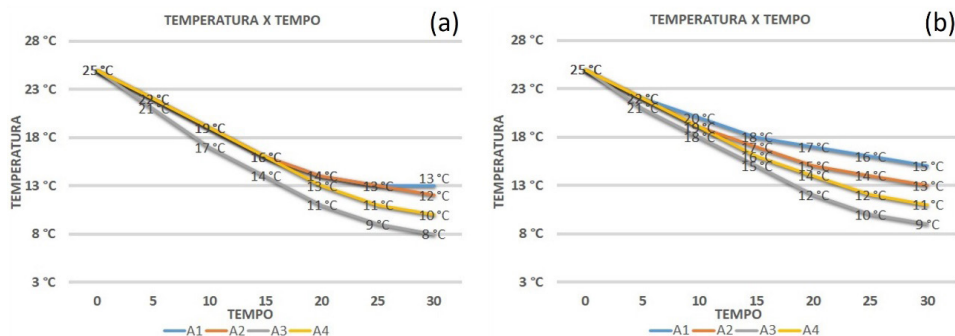 TEMPERATURA X TEMPO
(a)
28 °C
23 °C
18 °C
13 °C
8 °C
3 °C
TEMPERATURA
25 °C
22 °C
21 °C
19 °C
17 °C
16 °C
14 °C
14 °C
13 °C
11 °C
13 °C
11 °C
9 °C
13 °C
12 °C
10 °C
8 °C
0 5 10 15 20 25 30
TEMPO
A1 A2 A3 A4
TEMPERATURA X TEMPO
(b)
28 °C
23 °C
18 °C
13 °C
8 °C
3 °C
TEMPERATURA
25 °C
22 °C
21 °C
20 °C
19 °C
18 °C
18 °C
17 °C
16 °C
15 °C
17 °C
15 °C
14 °C
12 °C
16 °C
14 °C
12 °C
10 °C
15 °C
13 °C
11 °C
9 °C
0 5 10 15 20 25 30
TEMPO
A1 A2 A3 A4